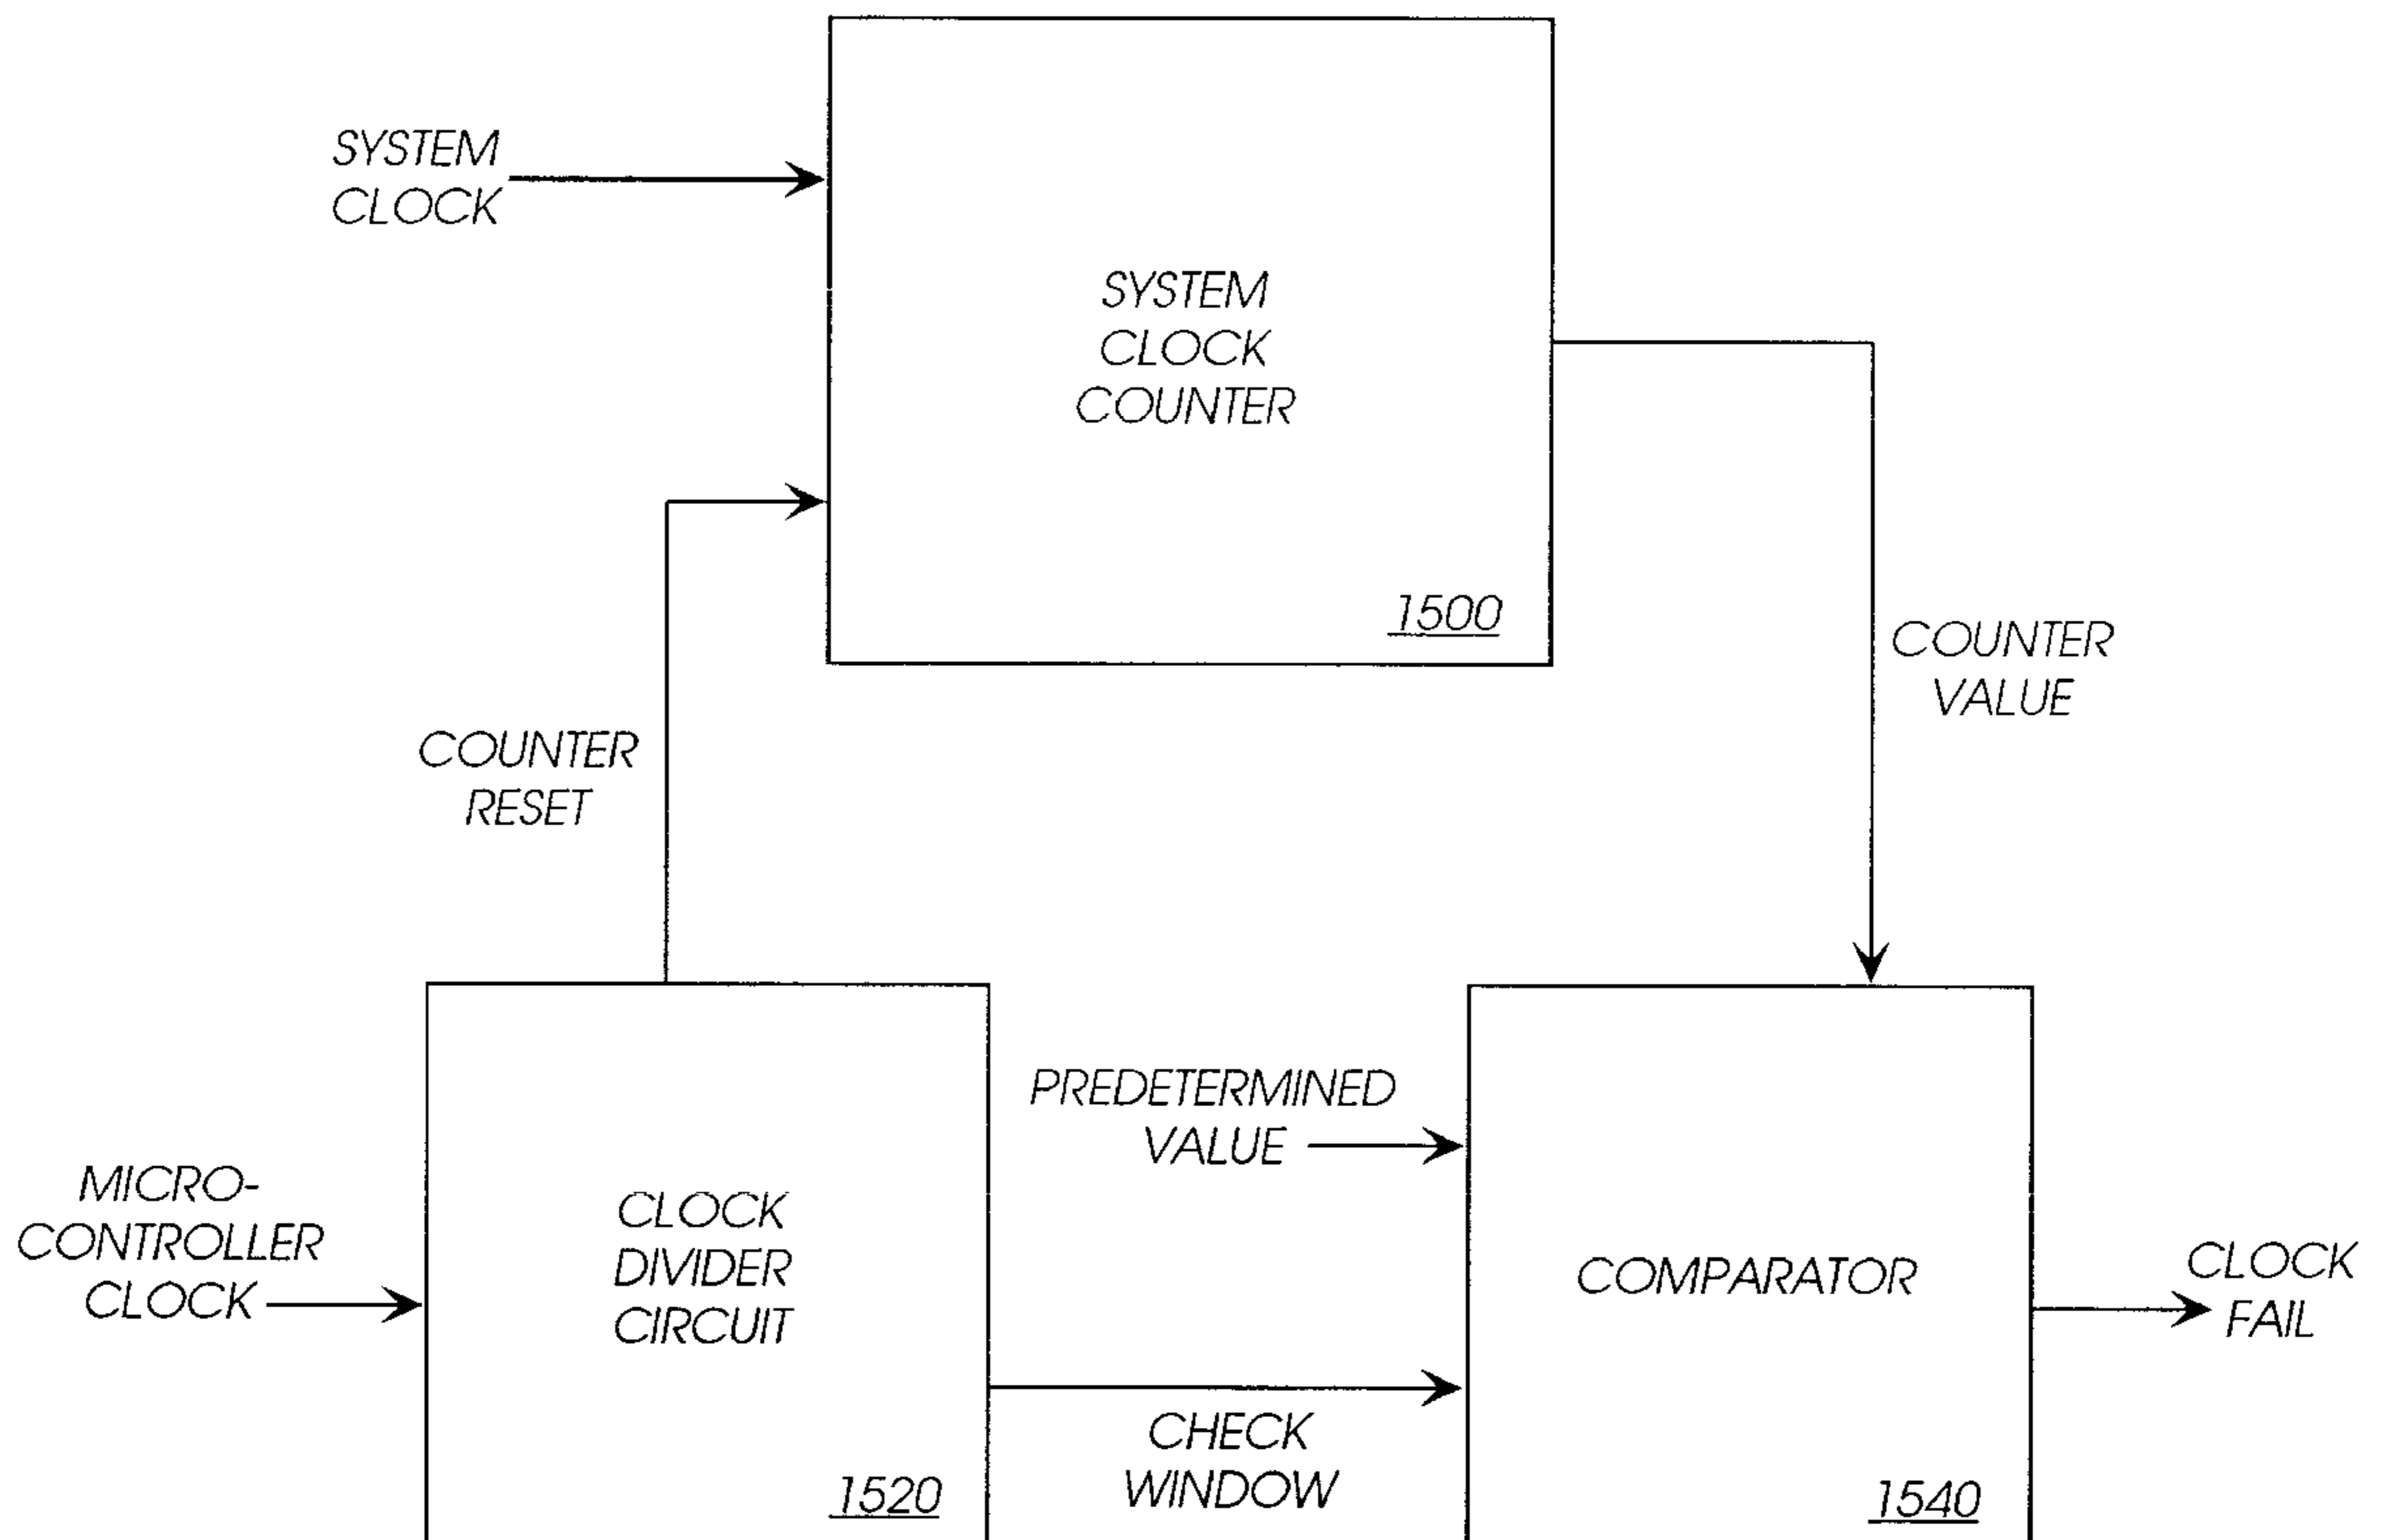 SYSTEM
CLOCK
SYSTEM
CLOCK
COUNTER
1500
COUNTER
VALUE
COUNTER
RESET
PREDETERMINED
VALUE
MICRO-
CONTROLLER
CLOCK
CLOCK
DIVIDER
CIRCUIT
COMPARATOR
CLOCK
FAIL
CHECK
WINDOW
1520
1540